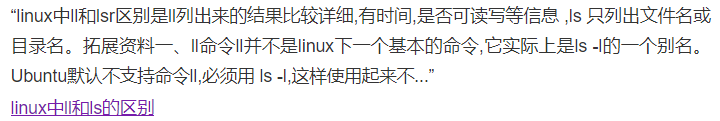 “linux中ll和lsr区别是ll列出来的结果比较详细,有时间,是否可读写等信息 ,ls 只列出文件名或
目录名。拓展资料一、ll命令ll并不是linux下一个基本的命令,它实际上是ls -l的一个别名。
Ubuntu默认不支持命令ll,必须用 ls -l,这样使用起来不...”
linux中ll和ls的区别